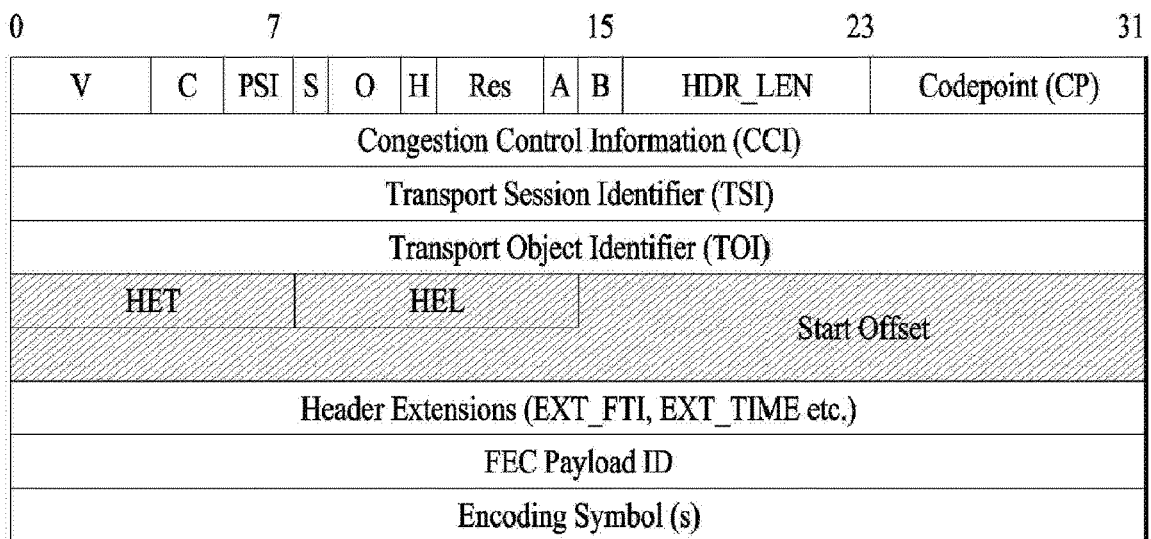 0 7 15 23 31
V C PSI S O H Res A B HDR_LEN Codepoint (CP)
Congestion Control Information (CCI)
Transport Session Identifier (TSI)
Transport Object Identifier (TOI)
HET HEL
Start Offset
Header Extensions (EXT_FTI, EXT_TIME etc.)
FEC Payload ID
Encoding Symbol (s)